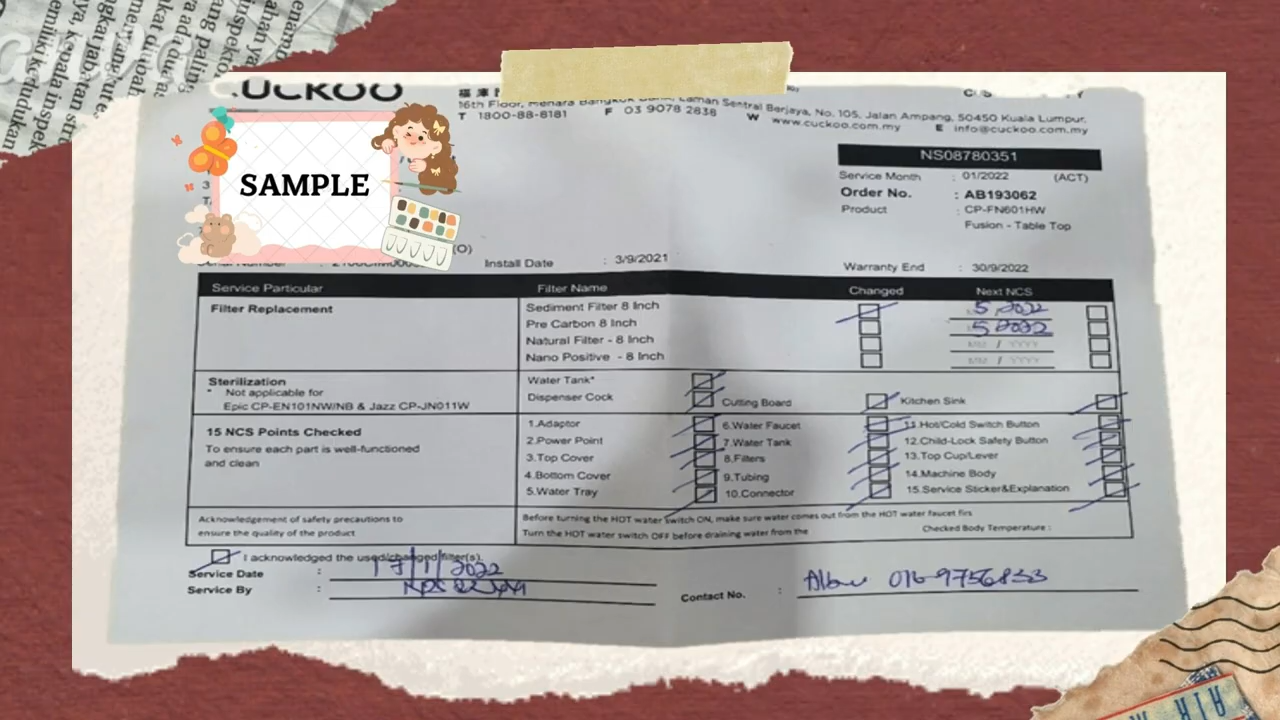 CUCKOO
16th Floor, Menara Bangkok Bank, Laman Sentral Berjaya, No. 105, Jalan Ampang, 50450 Kuala Lumpur.
T 1800-88-8181 F 03 9078 2838 W www.cuckoo.com.my E info@cuckoo.com.my
SAMPLE
NS08780351
Service Month : 01/2022 (ACT)
Order No. : AB193062
Product : CP-FN601HW
Fusion - Table Top
(O)
Serial Number : Install Date : 3/9/2021 Warranty End : 30/9/2022
Service Particular Filter Name Changed Next NCS
Filter Replacement Sediment Filter 8 Inch 5 2022
Pre Carbon 8 Inch 5 2022
Natural Filter - 8 Inch / YYYY
Nano Positive - 8 Inch / YYYY
Sterilization Water Tank*
* Not applicable for Dispenser Cock Cutting Board Kitchen Sink
Epic CP-EN101NW/NB & Jazz CP-JN011W
15 NCS Points Checked 1.Adaptor 6.Water Faucet 11.Hot/Cold Switch Button
To ensure each part is well-functioned 2.Power Point 7.Water Tank 12.Child-Lock Safety Button
and clean 3.Top Cover 8.Filters 13.Top Cup/Lever
4.Bottom Cover 9.Tubing 14.Machine Body
5.Water Tray 10.Connector 15.Service Sticker&Explanation
Acknowledgement of safety precautions to Before turning the HOT water switch ON, make sure water comes out from the HOT water faucet firs
ensure the quality of the product Turn the HOT water switch OFF before draining water from the Checked Body Temperature :
I acknowledged the used/changed filter(s).
Service Date : 17/1/2022
Service By : Contact No. : 016-9756833